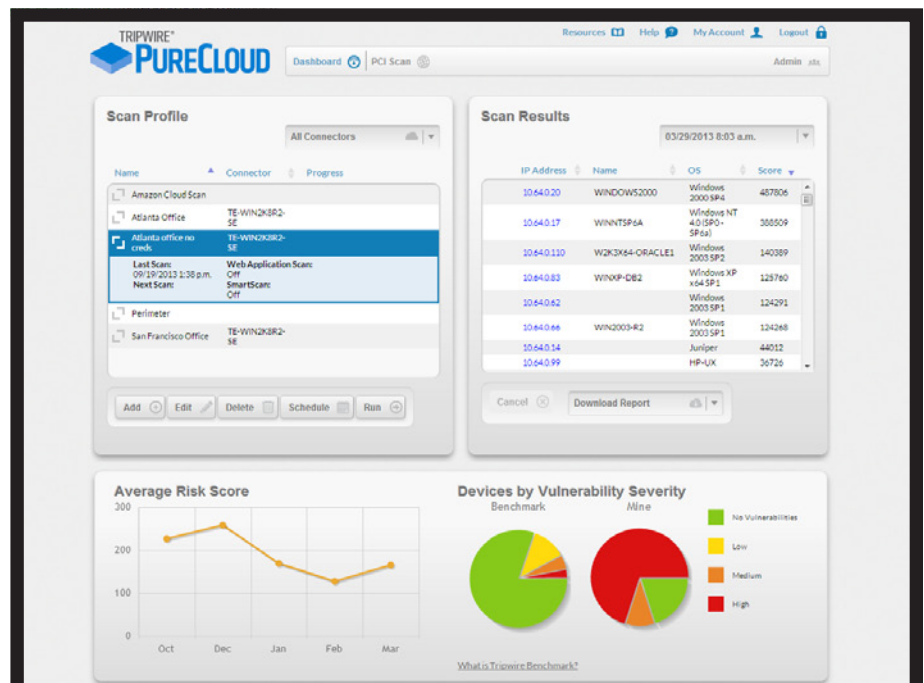 Resources Help My Account Logout
TRIPWIRE®
PURECLOUD
Dashboard PCI Scan Admin
Scan Profile
All Connectors
Name Connector Progress
Amazon Cloud Scan
Atlanta Office TE-WIN2K8R2-SE
Atlanta office no creds TE-WIN2K8R2-SE
Last Scan: 09/19/2013 1:38 p.m.
Next Scan:
Web Application Scan: Off
SmartScan: Off
Perimeter
San Francisco Office TE-WIN2K8R2-SE
Add Edit Delete Schedule Run
Scan Results
03/29/2013 8:03 a.m.
IP Address Name OS Score
10.64.0.20 WINDOWS2000 Windows 2000 SP4 487806
10.64.0.17 WINNTSP6A Windows NT 4.0 (SP0 - SP6a) 388509
10.64.0.110 W2K3X64-ORACLE1 Windows 2003 SP2 140389
10.64.0.83 WINXP-DB2 Windows XP x64 SP1 125760
10.64.0.62 Windows 2003 SP1 124291
10.64.0.66 WIN2003-R2 Windows 2003 SP1 124268
10.64.0.14 Juniper 44012
10.64.0.99 HP-UX 36726
Cancel Download Report
Average Risk Score
300
200
100
0
Oct Dec Jan Feb Mar
Devices by Vulnerability Severity
Benchmark Mine
No Vulnerabilities
Low
Medium
High
What is Tripwire Benchmark?